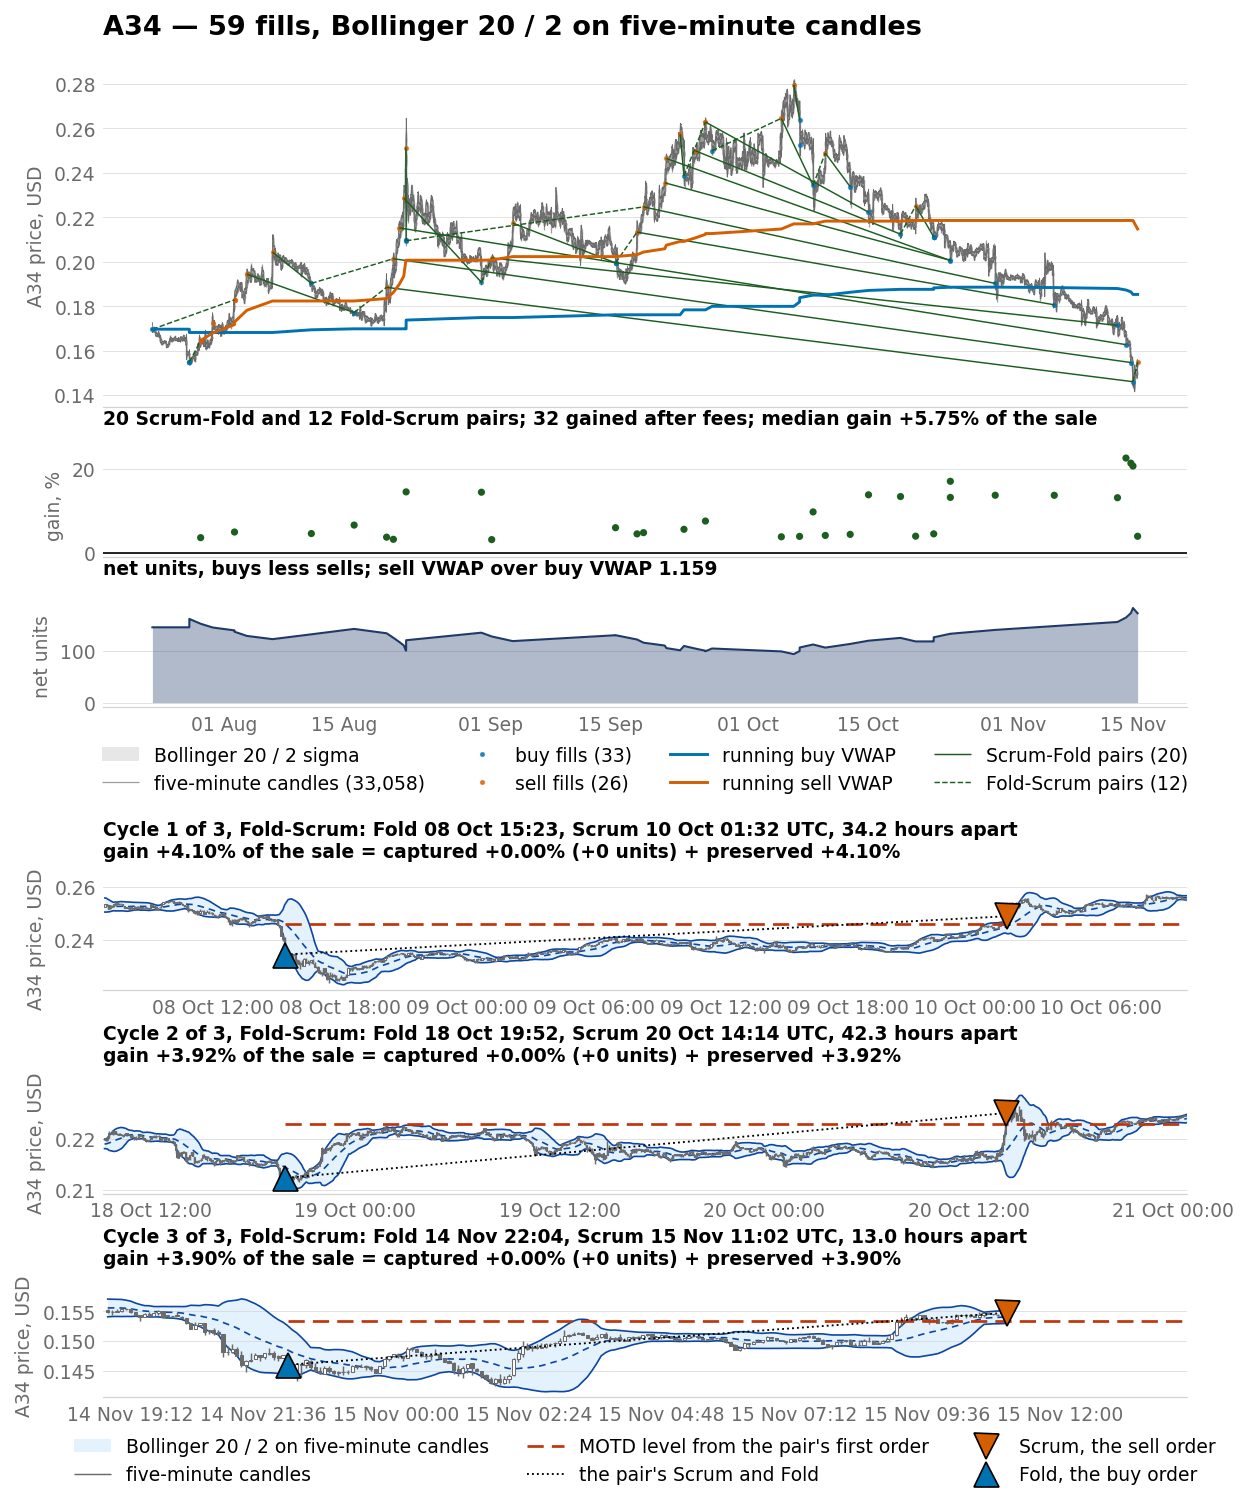 A34 — 59 fills, Bollinger 20 / 2 on five-minute candles
A34 price, USD
0.28
0.26
0.24
0.22
0.20
0.18
0.16
0.14
20 Scrum-Fold and 12 Fold-Scrum pairs; 32 gained after fees; median gain +5.75% of the sale
gain, %
20
0
net units, buys less sells; sell VWAP over buy VWAP 1.159
net units
100
0
01 Aug 15 Aug 01 Sep 15 Sep 01 Oct 15 Oct 01 Nov 15 Nov
Bollinger 20 / 2 sigma buy fills (33) running buy VWAP Scrum-Fold pairs (20)
five-minute candles (33,058) sell fills (26) running sell VWAP Fold-Scrum pairs (12)
Cycle 1 of 3, Fold-Scrum: Fold 08 Oct 15:23, Scrum 10 Oct 01:32 UTC, 34.2 hours apart
gain +4.10% of the sale = captured +0.00% (+0 units) + preserved +4.10%
A34 price, USD
0.26
0.24
08 Oct 12:00 08 Oct 18:00 09 Oct 00:00 09 Oct 06:00 09 Oct 12:00 09 Oct 18:00 10 Oct 00:00 10 Oct 06:00
Cycle 2 of 3, Fold-Scrum: Fold 18 Oct 19:52, Scrum 20 Oct 14:14 UTC, 42.3 hours apart
gain +3.92% of the sale = captured +0.00% (+0 units) + preserved +3.92%
A34 price, USD
0.22
0.21
18 Oct 12:00 19 Oct 00:00 19 Oct 12:00 20 Oct 00:00 20 Oct 12:00 21 Oct 00:00
Cycle 3 of 3, Fold-Scrum: Fold 14 Nov 22:04, Scrum 15 Nov 11:02 UTC, 13.0 hours apart
gain +3.90% of the sale = captured +0.00% (+0 units) + preserved +3.90%
A34 price, USD
0.155
0.150
0.145
14 Nov 19:12 14 Nov 21:36 15 Nov 00:00 15 Nov 02:24 15 Nov 04:48 15 Nov 07:12 15 Nov 09:36 15 Nov 12:00
Bollinger 20 / 2 on five-minute candles MOTD level from the pair's first order Scrum, the sell order
five-minute candles the pair's Scrum and Fold Fold, the buy order